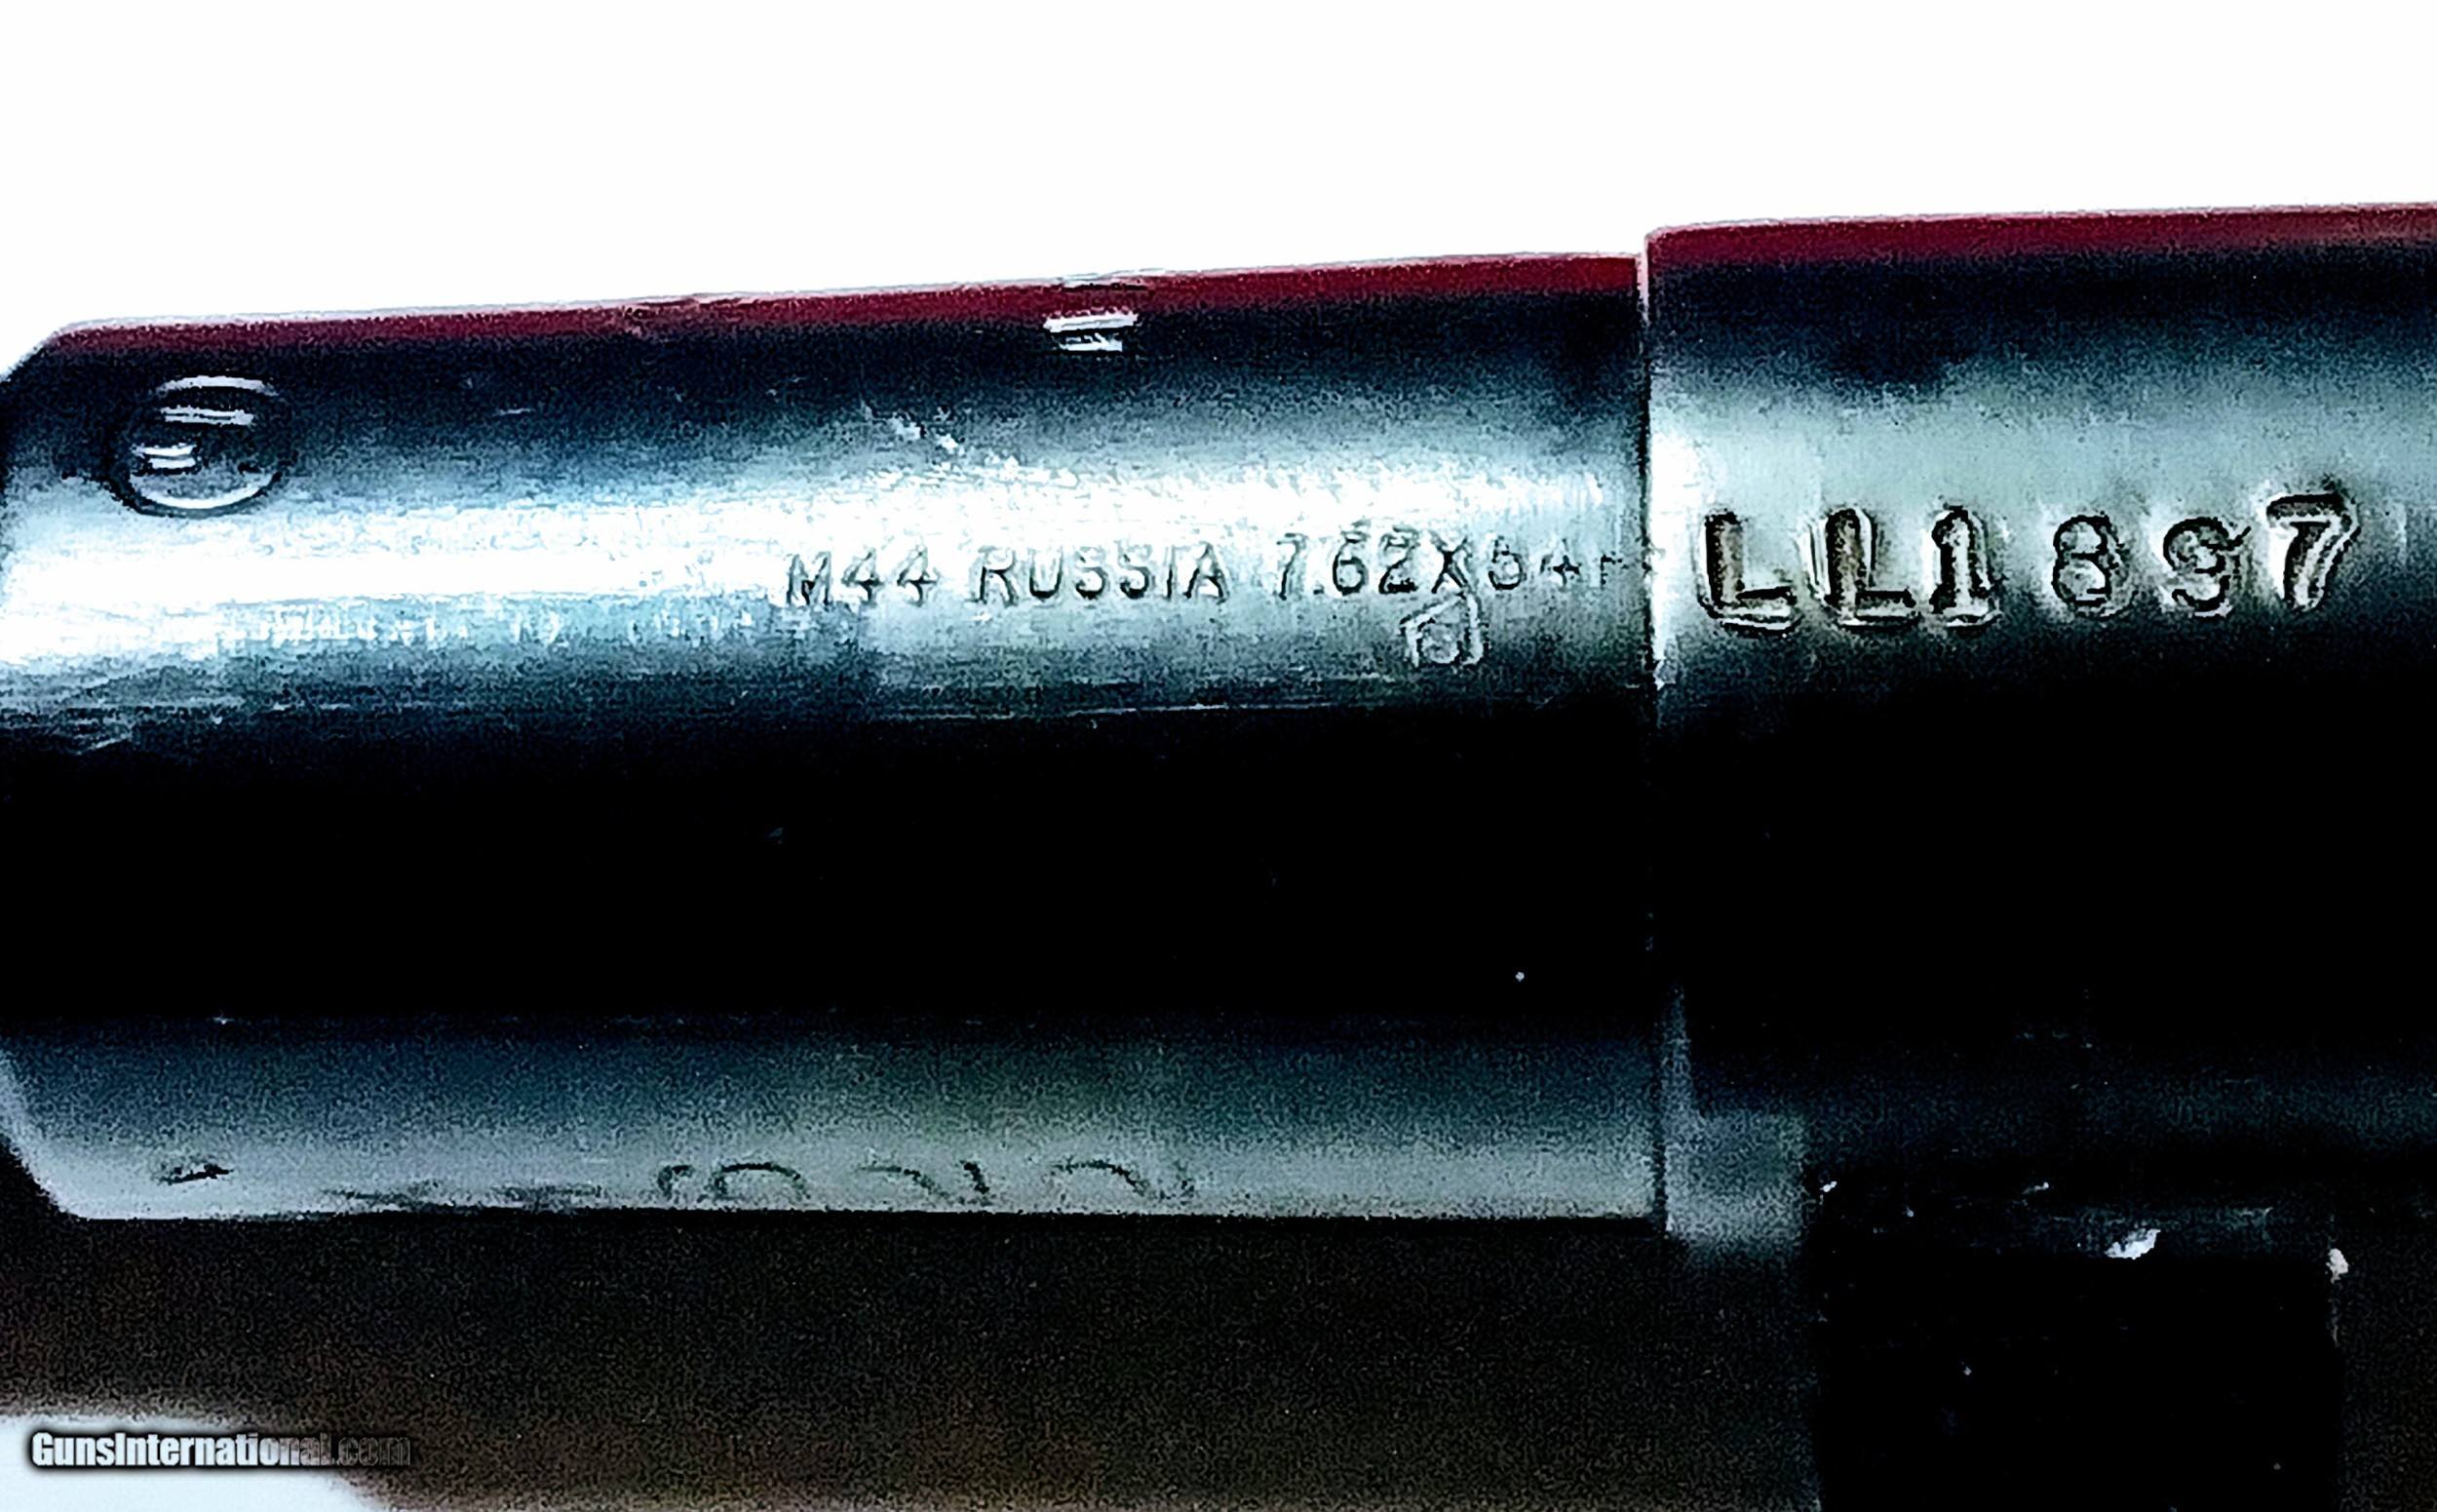 M44 RUSSIA 7.62X54r
LL1897
GunsInternational.com